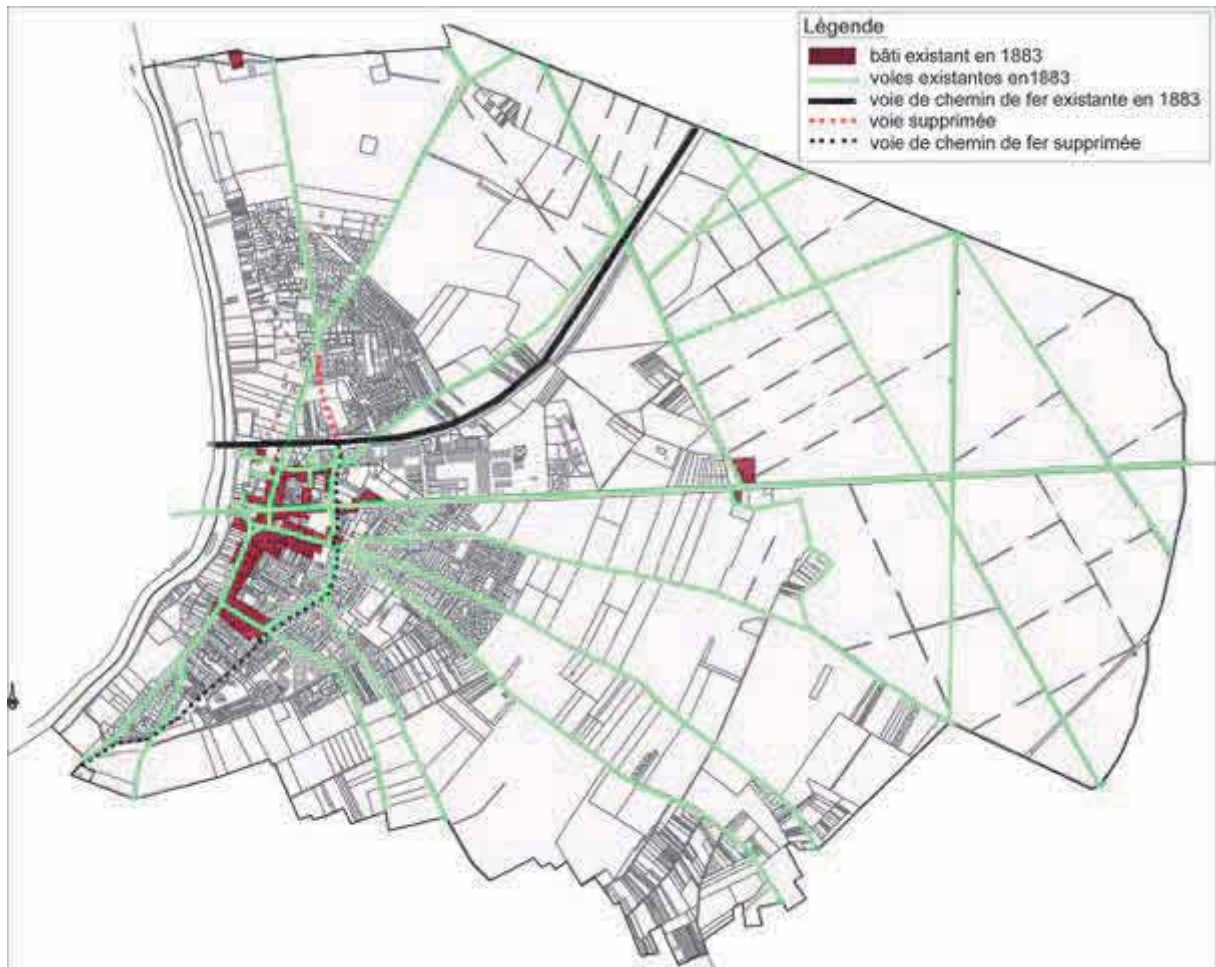 Légende
bâti existant en 1883
voies existantes en1883
voie de chemin de fer existante en 1883
voie supprimée
voie de chemin de fer supprimée